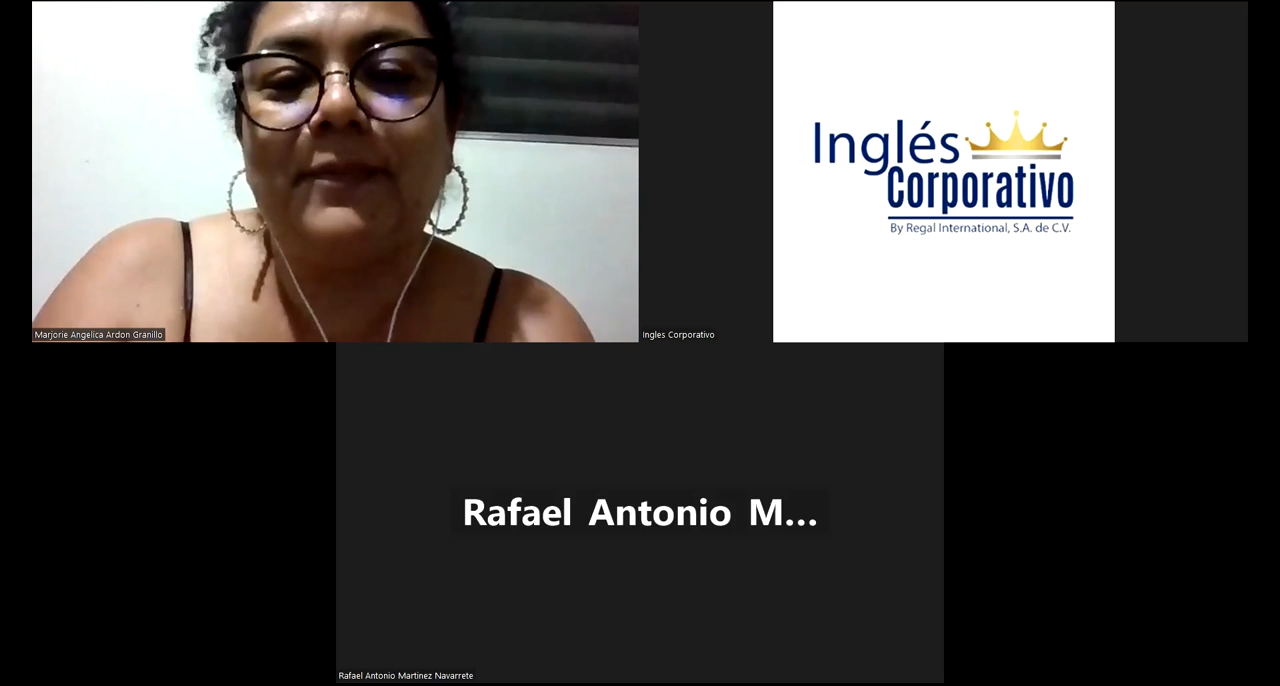 Marjorie Angelica Ardon Granillo
Inglés
Corporativo
By Regal International, S.A. de C.V.
Ingles Corporativo
Rafael Antonio M...
Rafael Antonio Martinez Navarrete